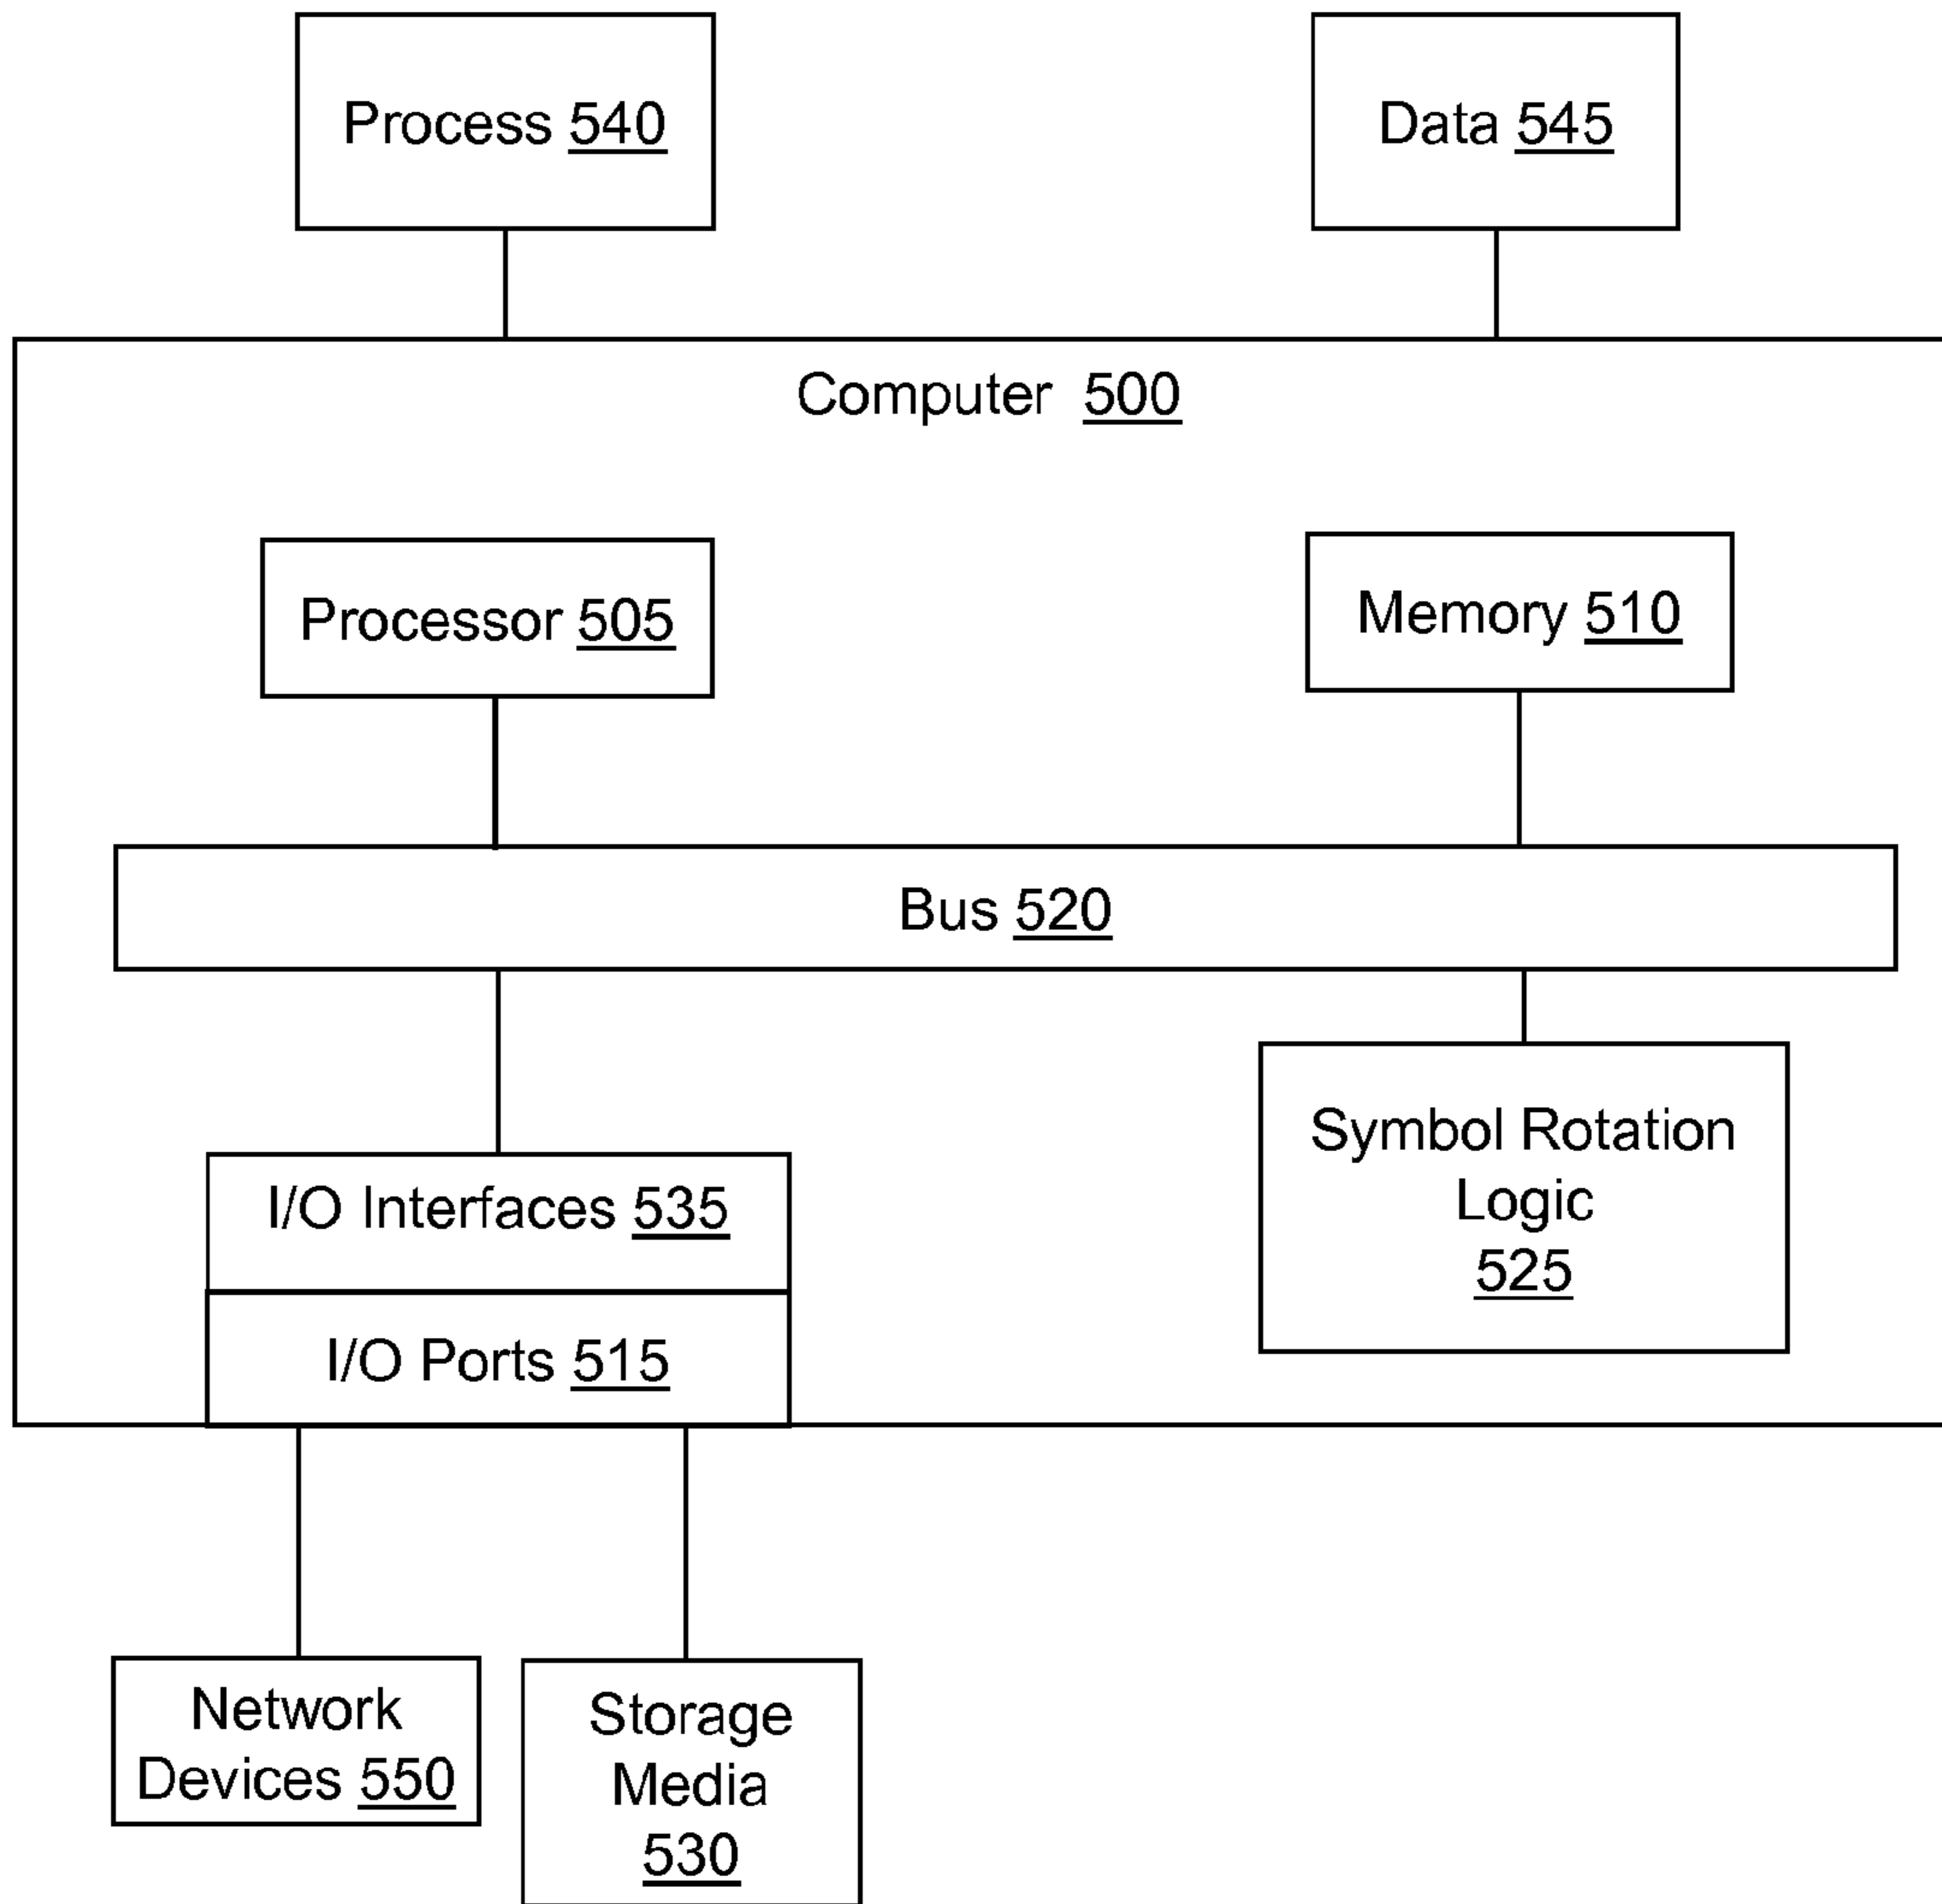 Process 540
Data 545
Computer 500
Processor 505
Memory 510
Bus 520
I/O Interfaces 535
I/O Ports 515
Symbol Rotation
Logic
525
Network
Devices 550
Storage
Media
530